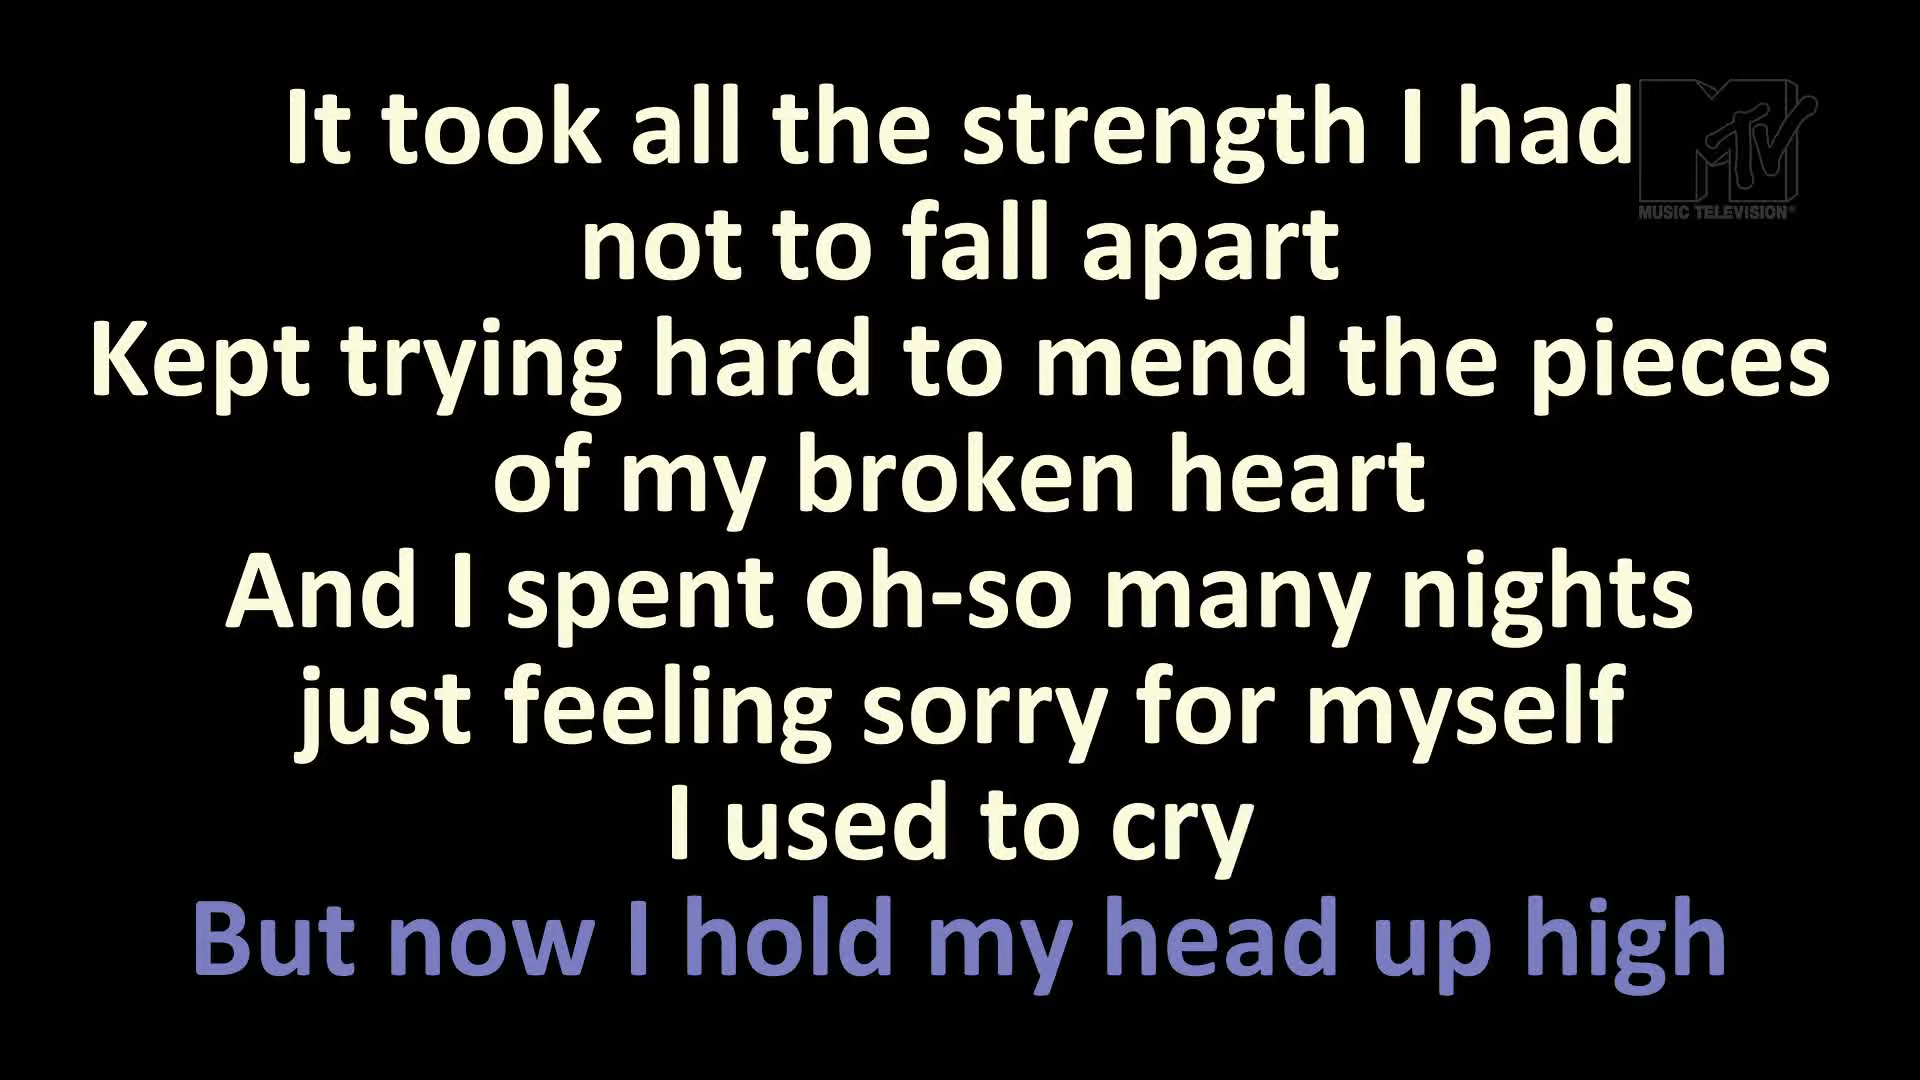 It took all the strength I had
not to fall apart
Kept trying hard to mend the pieces
of my broken heart
And I spent oh-so many nights
just feeling sorry for myself
I used to cry
But now I hold my head up high
MTV
MUSIC TELEVISION®